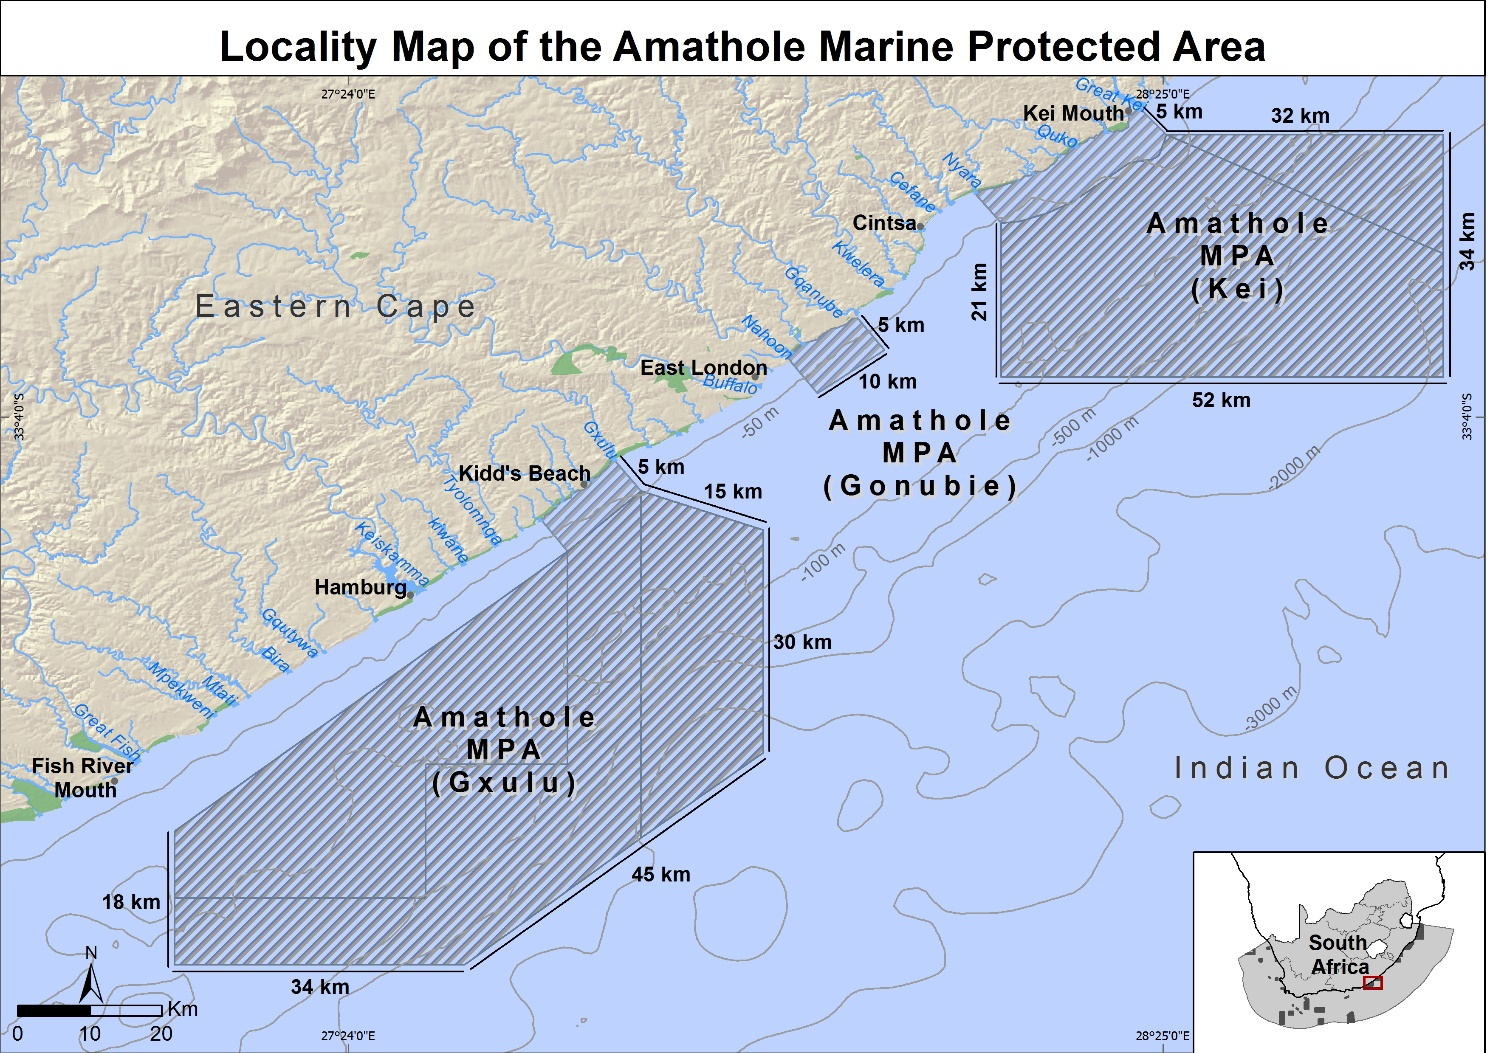 Locality Map of the Amathole Marine Protected Area
27°24'0"E
28°25'0"E
Great Kei
Kei Mouth
5 km
32 km
Quko
Nyara
Cefane
Cintsa
Amathole
MPA
(Kei)
34 km
21 km
52 km
Kwelera
Gqanube
Eastern Cape
Nahoon
5 km
10 km
East London
Buffalo
33°4'0"S
33°4'0"S
-50 m
Amathole
MPA
(Gonubie)
-500 m
-1000 m
-2000 m
Gxulu
5 km
15 km
Kidd's Beach
Tyolomnqa
kiwane
Keiskamma
-100 m
Hamburg
Gqutywa
Bira
30 km
Mpekweni
Mtati
-3000 m
Great Fish
Amathole
MPA
(Gxulu)
Fish River
Mouth
Indian Ocean
45 km
18 km
34 km
N
Km
0 10 20
South
Africa
27°24'0"E
28°25'0"E